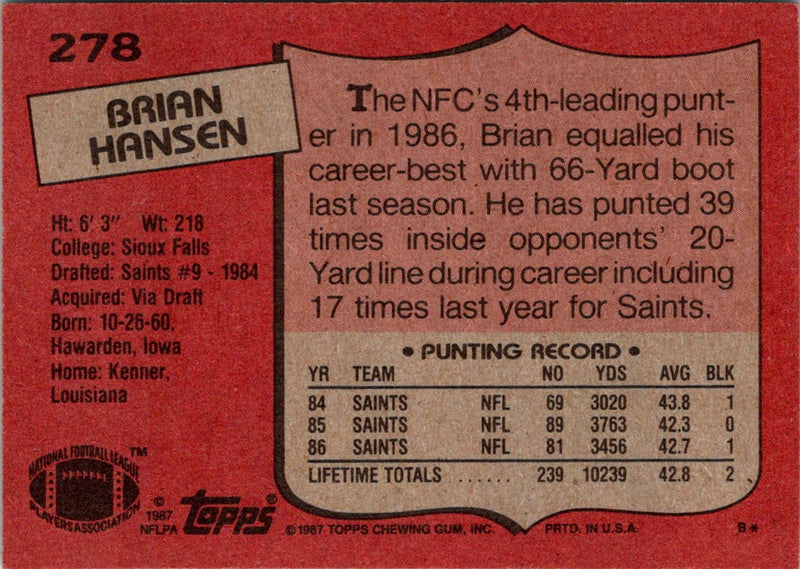 278
BRIAN
HANSEN
Ht: 6' 3" Wt: 218
College: Sioux Falls
Drafted: Saints #9 - 1984
Acquired: Via Draft
Born: 10-26-60,
Hawarden, Iowa
Home: Kenner,
Louisiana
The NFC's 4th-leading punt-
er in 1986, Brian equalled his
career-best with 66-Yard boot
last season. He has punted 39
times inside opponents' 20-
Yard line during career including
17 times last year for Saints.
• PUNTING RECORD •
YR TEAM NO YDS AVG BLK
84 SAINTS NFL 69 3020 43.8 1
85 SAINTS NFL 89 3763 42.3 0
86 SAINTS NFL 81 3456 42.7 1
LIFETIME TOTALS ...... 239 10239 42.8 2
NATIONAL FOOTBALL LEAGUE
PLAYERS ASSOCIATION
™
©
1987
NFLPA
topps®
© 1987 TOPPS CHEWING GUM, INC. PRTD. IN U.S.A. B*